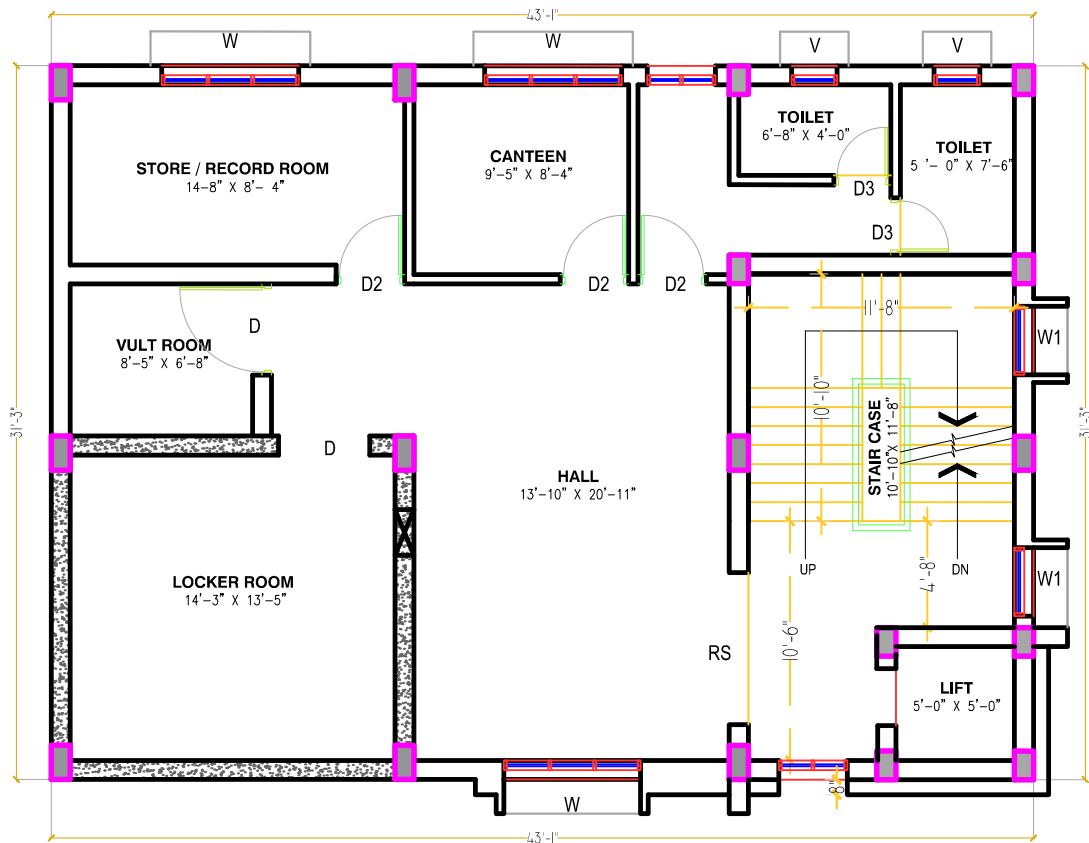 43'-1"
W
W
V
V
TOILET
6'-8" X 4'-0"
TOILET
5 '- 0" X 7'-6"
CANTEEN
9'-5" X 8'-4"
STORE / RECORD ROOM
14-8" X 8'- 4"
D3
D3
D2
D2
D2
11'-8"
D
W1
VULT ROOM
8'-5" X 6'-8"
10'-10"
STAIR CASE
10'-10"X 11'-8"
31'-3"
31'-3"
D
HALL
13'-10" X 20'-11"
UP
DN
LOCKER ROOM
14'-3" X 13'-5"
4'-8"
W1
10'-6"
RS
LIFT
5'-0" X 5'-0"
8"
W
43'-1"